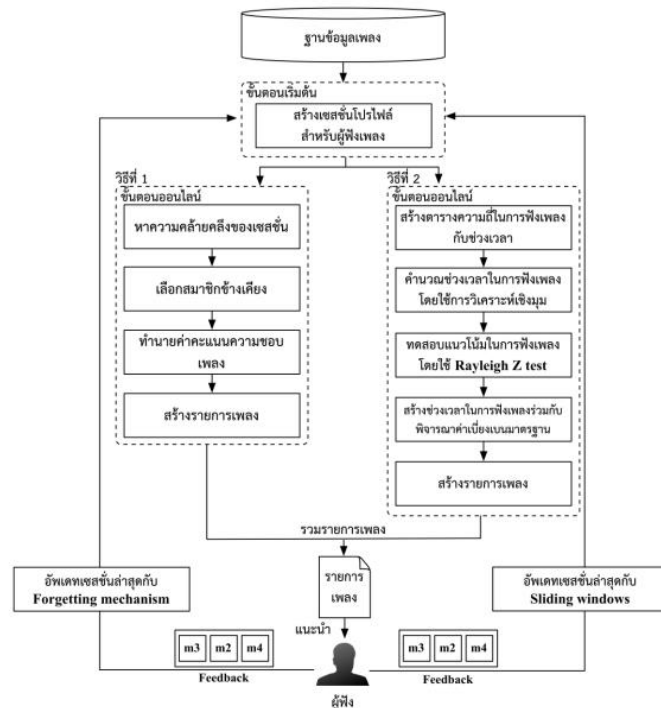 ฐานข้อมูลเพลง
ขั้นตอนเริ่มต้น
สร้างเซสชั่นโปรไฟล์
สำหรับผู้ฟังเพลง
วิธีที่ 1
ขั้นตอนออนไลน์
หาความคล้ายคลึงของเซสชั่น
เลือกสมาชิกข้างเคียง
ทำนายค่าคะแนนความชอบ
เพลง
สร้างรายการเพลง
วิธีที่ 2
ขั้นตอนออนไลน์
สร้างตารางความถี่ในการฟังเพลง
กับช่วงเวลา
คำนวณช่วงเวลาในการฟังเพลง
โดยใช้การวิเคราะห์เชิงมุม
ทดสอบแนวโน้มในการฟังเพลง
โดยใช้ Rayleigh Z test
สร้างช่วงเวลาในการฟังเพลงร่วมกับ
พิจารณาค่าเบี่ยงเบนมาตรฐาน
สร้างรายการเพลง
รวมรายการเพลง
อัพเดทเซสชั่นล่าสุดกับ
Forgetting mechanism
รายการ
เพลง
อัพเดทเซสชั่นล่าสุดกับ
Sliding windows
แนะนำ
m3 m2 m4
Feedback
m3 m2 m4
Feedback
ผู้ฟัง